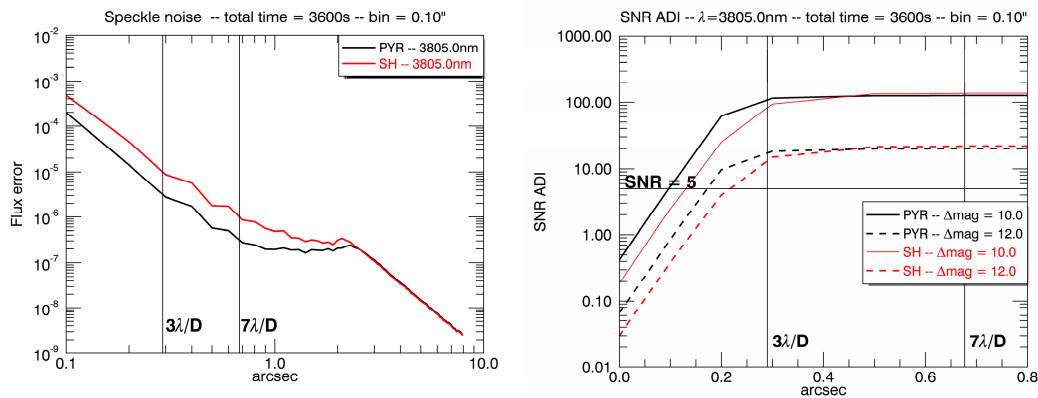 Speckle noise -- total time = 3600s -- bin = 0.10"
10⁻²
10⁻³
10⁻⁴
10⁻⁵
10⁻⁶
10⁻⁷
10⁻⁸
10⁻⁹
Flux error
PYR -- 3805.0nm
SH -- 3805.0nm
3λ/D
7λ/D
0.1
1.0
10.0
arcsec
SNR ADI -- λ=3805.0nm -- total time = 3600s -- bin = 0.10"
1000.00
100.00
10.00
1.00
0.10
0.01
SNR ADI
SNR = 5
PYR -- Δmag = 10.0
PYR -- Δmag = 12.0
SH -- Δmag = 10.0
SH -- Δmag = 12.0
3λ/D
7λ/D
0.0
0.2
0.4
0.6
0.8
arcsec